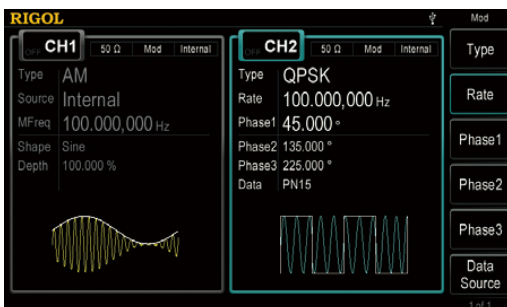 RIGOL
Mod
OFF CH1 50 Ω Mod Internal
Type AM
Source Internal
MFreq 100.000,000 Hz
Shape Sine
Depth 100.000 %
OFF CH2 50 Ω Mod Internal
Type QPSK
Rate 100.000,000 Hz
Phase1 45.000 °
Phase2 135.000 °
Phase3 225.000 °
Data PN15
Type
Rate
Phase1
Phase2
Phase3
Data
Source
1 of 1